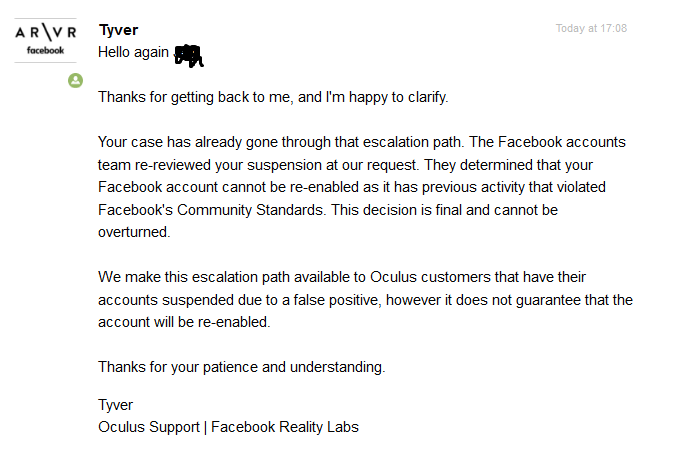 AR\VR
facebook
Tyver
Today at 17:08
Hello again
Thanks for getting back to me, and I'm happy to clarify.
Your case has already gone through that escalation path. The Facebook accounts
team re-reviewed your suspension at our request. They determined that your
Facebook account cannot be re-enabled as it has previous activity that violated
Facebook's Community Standards. This decision is final and cannot be
overturned.
We make this escalation path available to Oculus customers that have their
accounts suspended due to a false positive, however it does not guarantee that the
account will be re-enabled.
Thanks for your patience and understanding.
Tyver
Oculus Support | Facebook Reality Labs